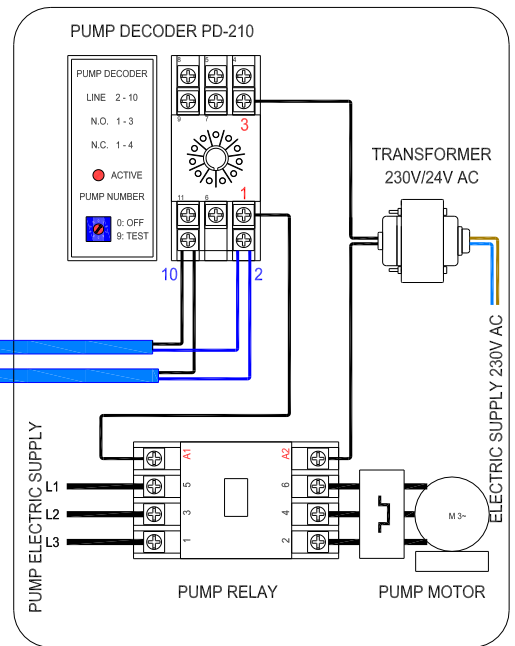 PUMP DECODER PD-210
PUMP DECODER
LINE 2 - 10
N.O. 1 - 3
N.C. 1 - 4
ACTIVE
PUMP NUMBER
0: OFF
9: TEST
8 5 4
9 7
3
11 6
1
10
2
TRANSFORMER
230V/24V AC
ELECTRIC SUPPLY 230V AC
PUMP ELECTRIC SUPPLY
A1
A2
L1
5
6
L2
3
4
L3
1
2
M 3~
PUMP RELAY
PUMP MOTOR